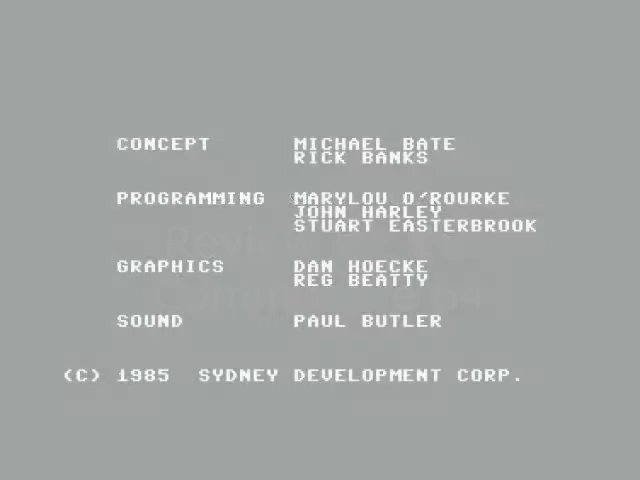 CONCEPT MICHAEL BATE
RICK BANKS
PROGRAMMING MARYLOU O'ROURKE
JOHN HARLEY
STUART EASTERBROOK
GRAPHICS DAN HOECKE
REG BEATTY
SOUND PAUL BUTLER
(C) 1985 SYDNEY DEVELOPMENT CORP.